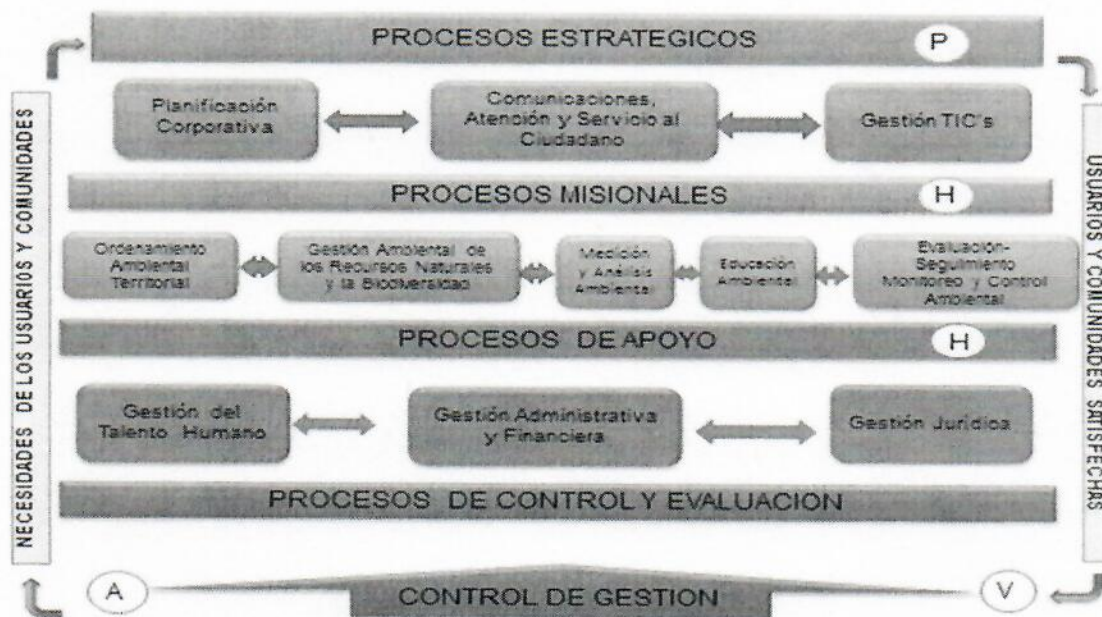 PROCESOS ESTRATEGICOS
P
NECESIDADES DE LOS USUARIOS Y COMUNIDADES
Planificación
Corporativa
Comunicaciones,
Atención y Servicio al
Ciudadano
Gestión TIC's
USUARIOS Y COMUNIDADES SATISFECHAS
PROCESOS MISIONALES
H
Ordenamiento
Ambiental
Territorial
Gestión Ambiental de
los Recursos Naturales
y la Biodiversidad
Medición
y Análisis
Ambiental
Educación
Ambiental
Evaluación-
Seguimiento
Monitoreo y Control
Ambiental
PROCESOS DE APOYO
H
Gestión del
Talento Humano
Gestión Administrativa
y Financiera
Gestión Jurídica
PROCESOS DE CONTROL Y EVALUACION
A
CONTROL DE GESTION
V